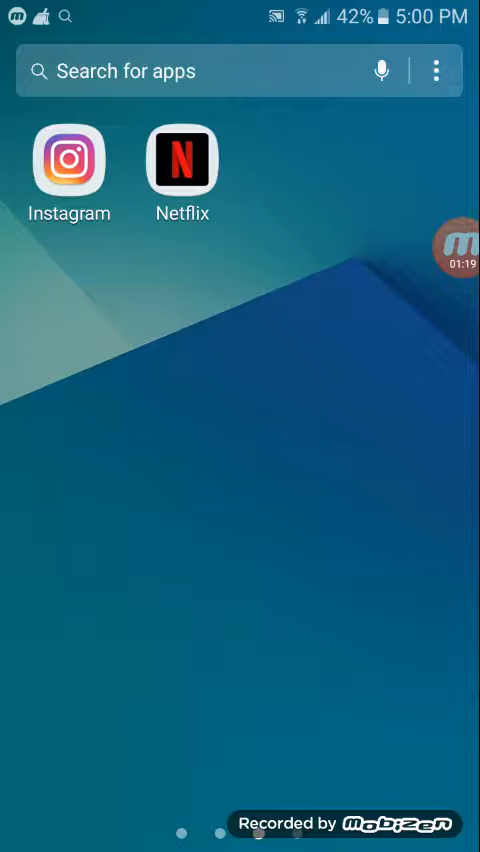 42% 5:00 PM
Search for apps
N
Instagram
Netflix
m
01:19
Recorded by mobizen